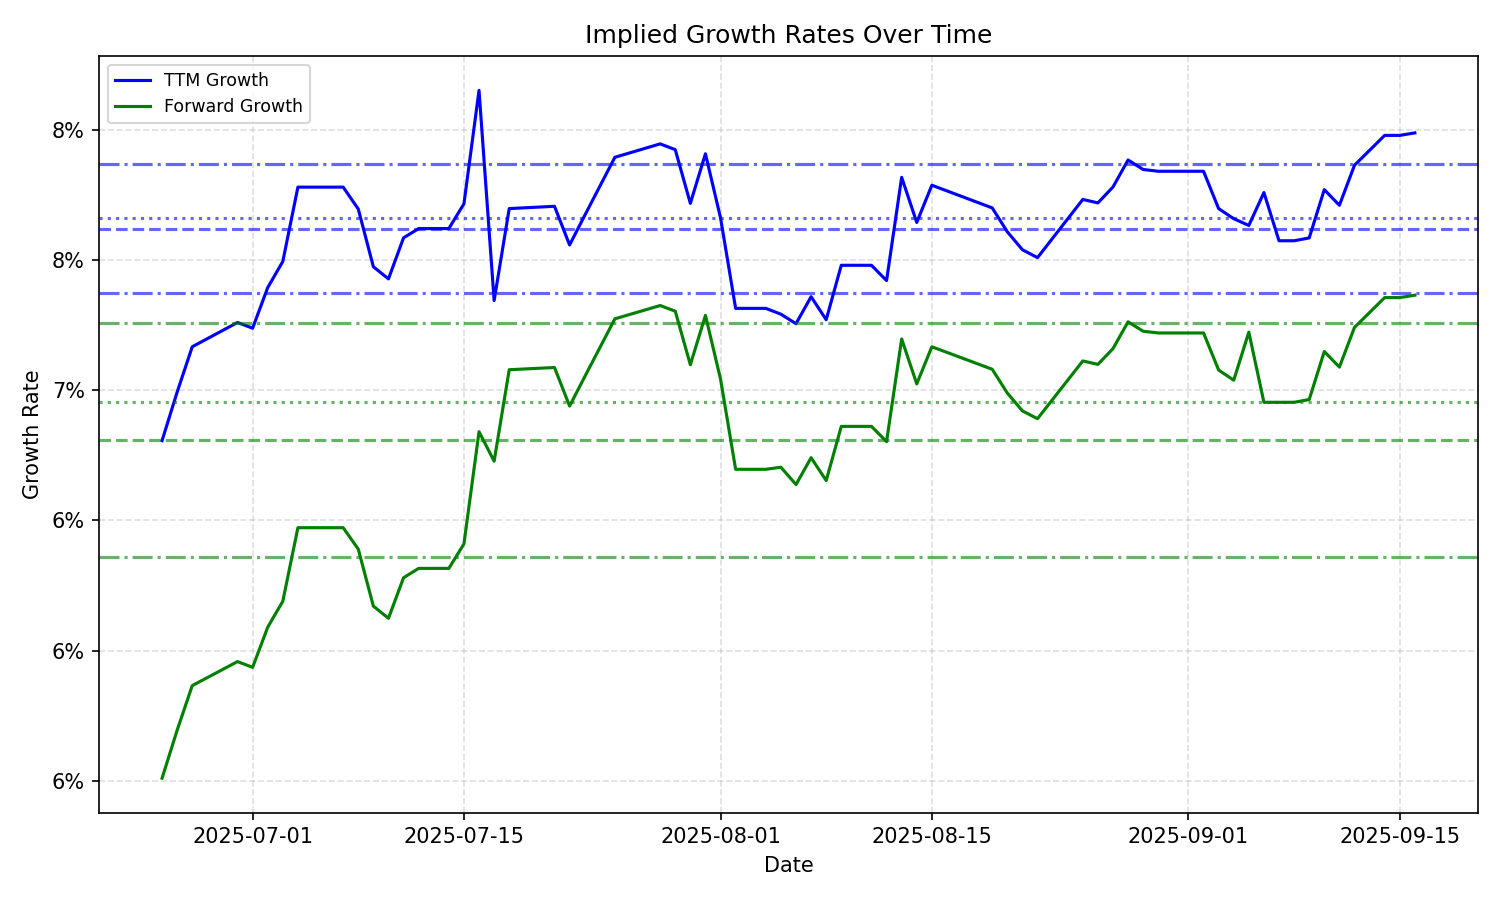 Implied Growth Rates Over Time
TTM Growth
Forward Growth
Growth Rate
8%
8%
7%
6%
6%
6%
2025-07-01
2025-07-15
2025-08-01
2025-08-15
2025-09-01
2025-09-15
Date